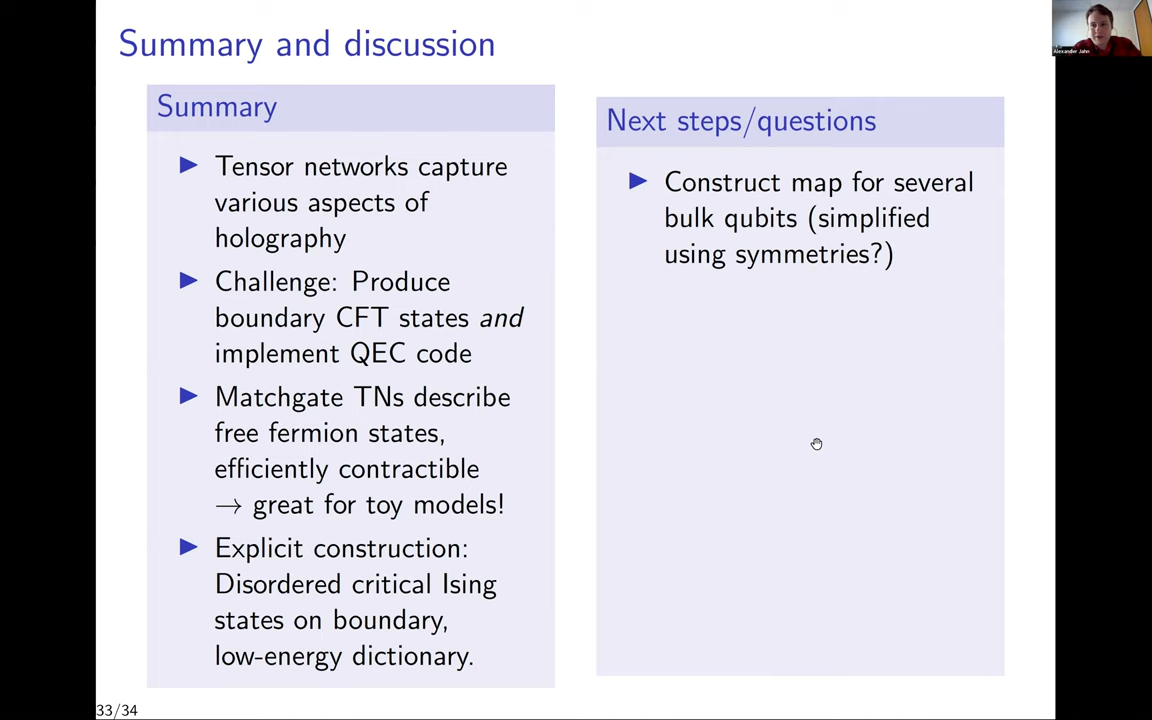 Summary and discussion
Summary
▶ Tensor networks capture
various aspects of
holography
▶ Challenge: Produce
boundary CFT states and
implement QEC code
▶ Matchgate TNs describe
free fermion states,
efficiently contractible
→ great for toy models!
▶ Explicit construction:
Disordered critical Ising
states on boundary,
low-energy dictionary.
Next steps/questions
▶ Construct map for several
bulk qubits (simplified
using symmetries?)
33/34
Alexander Jahn